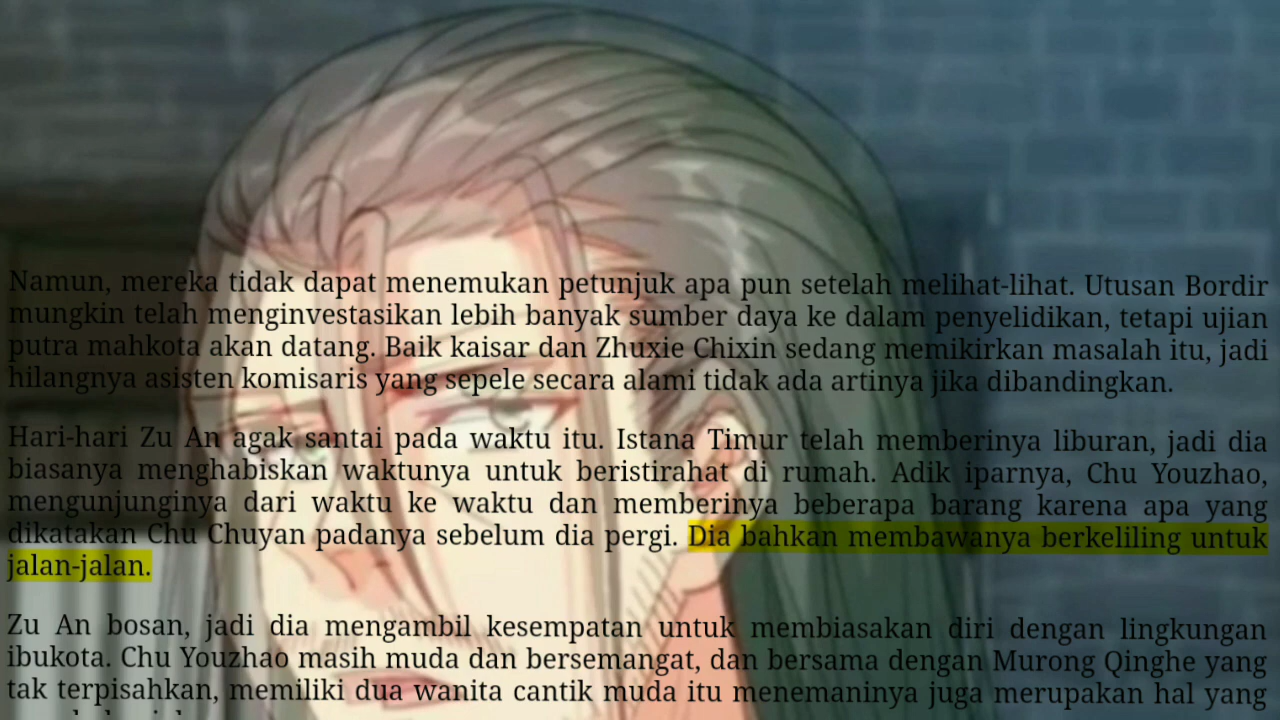 Namun, mereka tidak dapat menemukan petunjuk apa pun setelah melihat-lihat. Utusan Bordir
mungkin telah menginvestasikan lebih banyak sumber daya ke dalam penyelidikan, tetapi ujian
putra mahkota akan datang. Baik kaisar dan Zhuxie Chixin sedang memikirkan masalah itu, jadi
hilangnya asisten komisaris yang sepele secara alami tidak ada artinya jika dibandingkan.
Hari-hari Zu An agak santai pada waktu itu. Istana Timur telah memberinya liburan, jadi dia
biasanya menghabiskan waktunya untuk beristirahat di rumah. Adik iparnya, Chu Youzhao,
mengunjunginya dari waktu ke waktu dan memberinya beberapa barang karena apa yang
dikatakan Chu Chuyan padanya sebelum dia pergi. Dia bahkan membawanya berkeliling untuk
jalan-jalan.
Zu An bosan, jadi dia mengambil kesempatan untuk membiasakan diri dengan lingkungan
ibukota. Chu Youzhao masih muda dan bersemangat, dan bersama dengan Murong Qinghe yang
tak terpisahkan, memiliki dua wanita cantik muda itu menemaninya juga merupakan hal yang